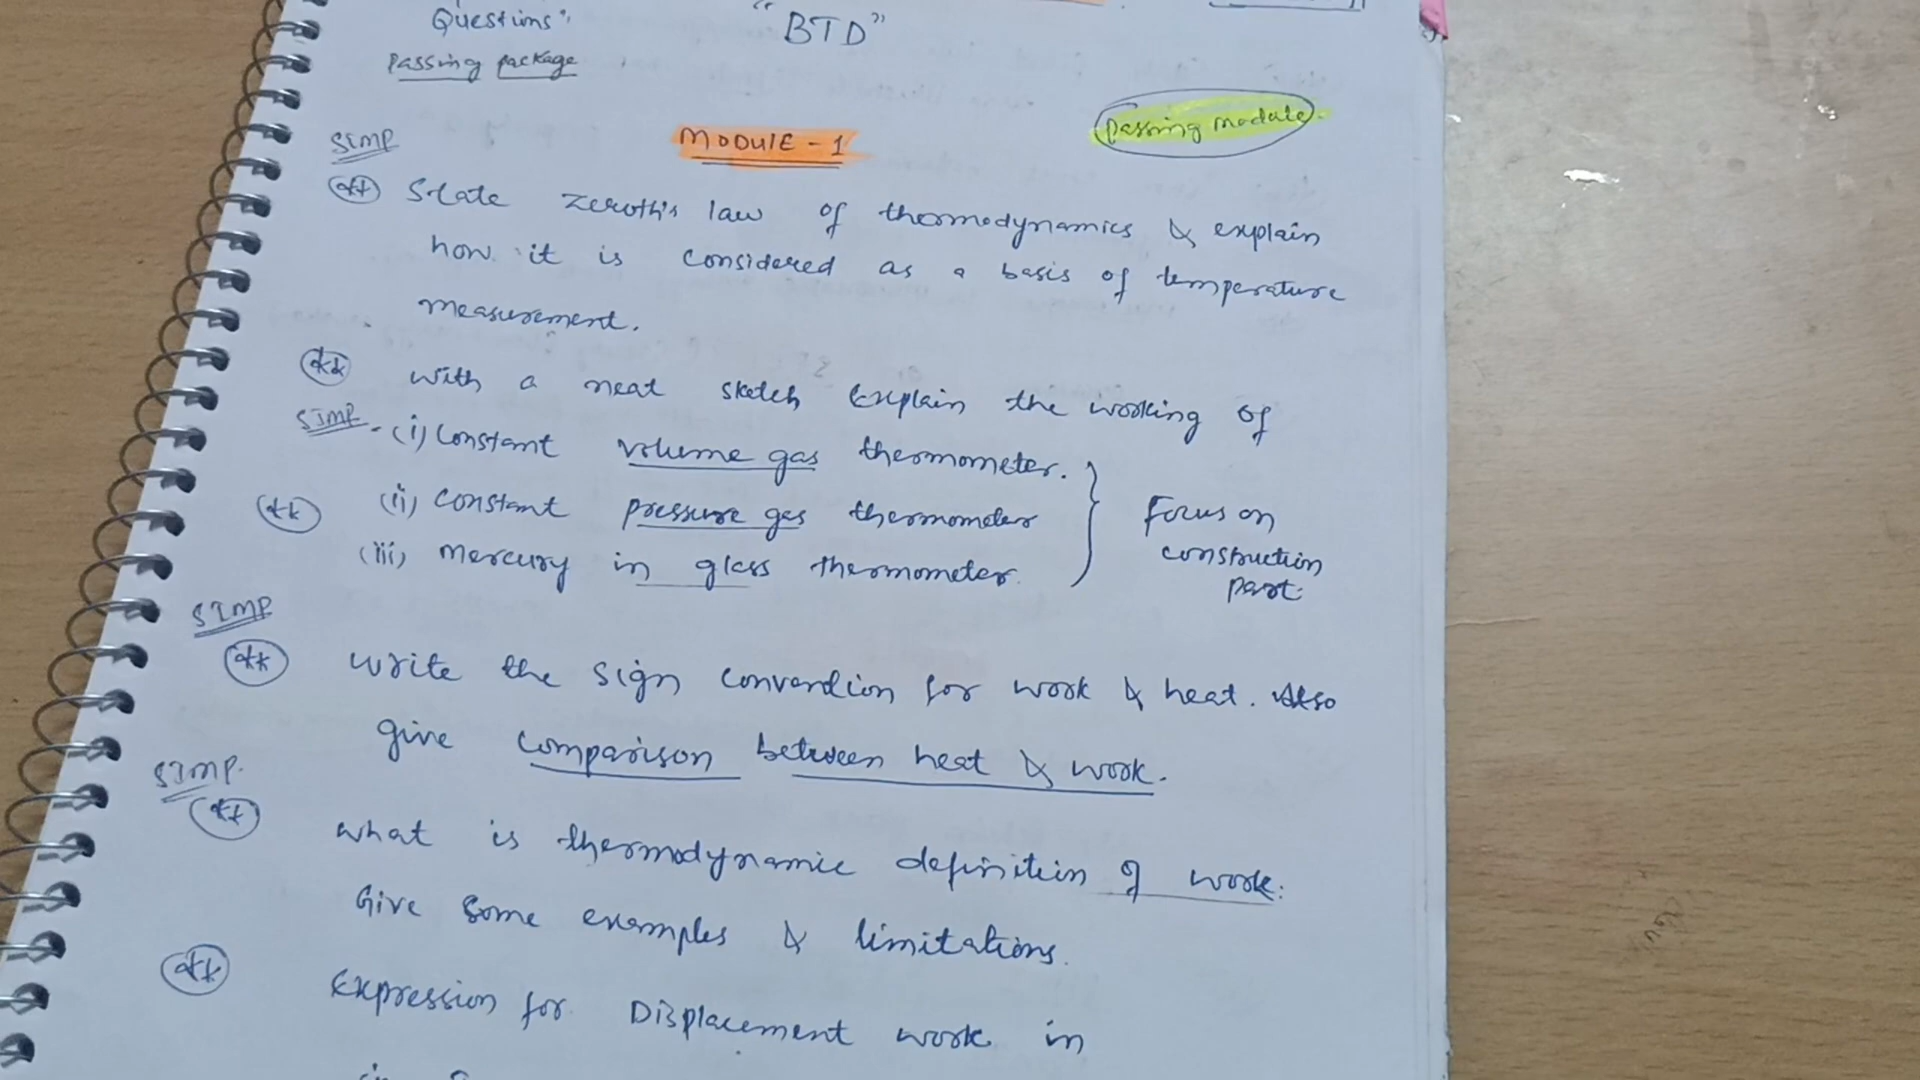 Questions"
"BTD"
Passing package
Passing module.
SIMP
MODUlE - 1
** State zeroth's law of thermodynamics & explain
how it is considered as a basis of temperature
measurement.
** with a neat sketch Explain the working of
SIMP. (i) Constant volume gas thermometer.
** (ii) Constant pressure gas thermometer
(iii) Mercury in glass thermometer.
Focus on
construction
part.
SIMP
** Write the sign convention for work & heat. Also
give comparison between heat & work.
SIMP.
** what is thermodynamic definition of work.
Give some examples & limitations.
** Expression for Displacement work in